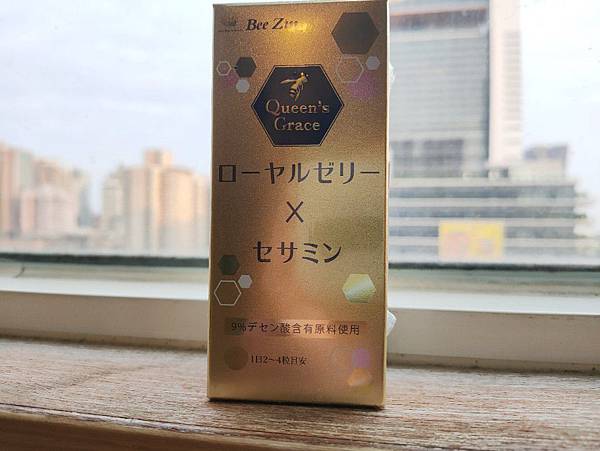 Bee Zin
Queen's
Grace
ローヤルゼリー
X
セサミン
9%デセン酸含有原料使用
1日2~4粒目安